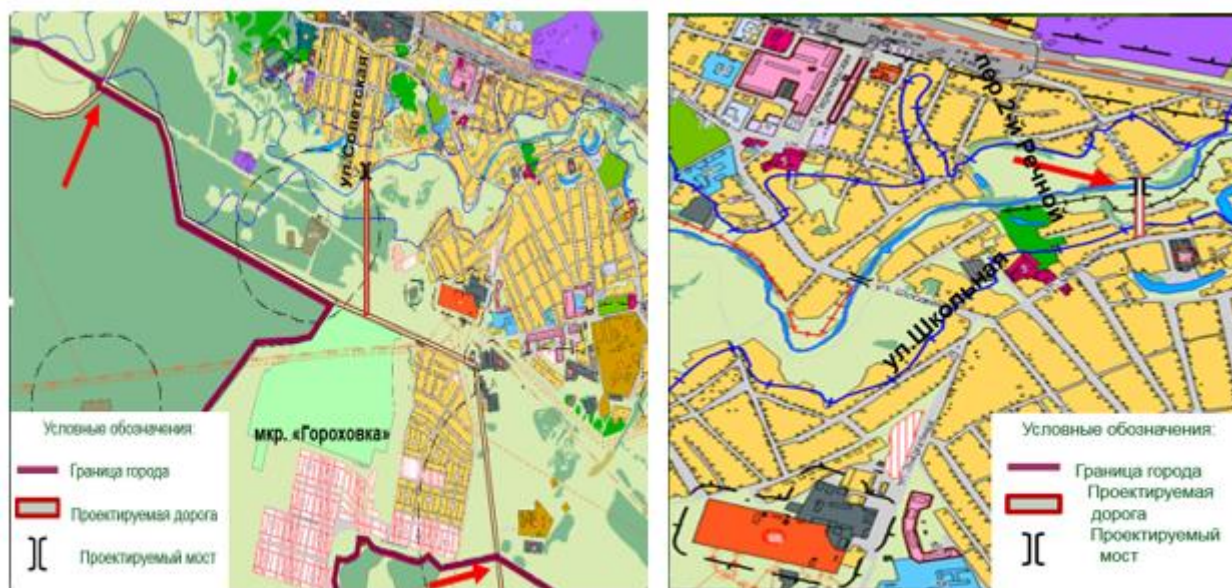 ул.Советская
мкр. «Гороховка»
Условные обозначения:
Граница города
Проектируемая дорога
Проектируемый мост
пер.2-й Речной
ул.Школьная
Условные обозначения:
Граница города
Проектируемая
дорога
Проектируемый
мост